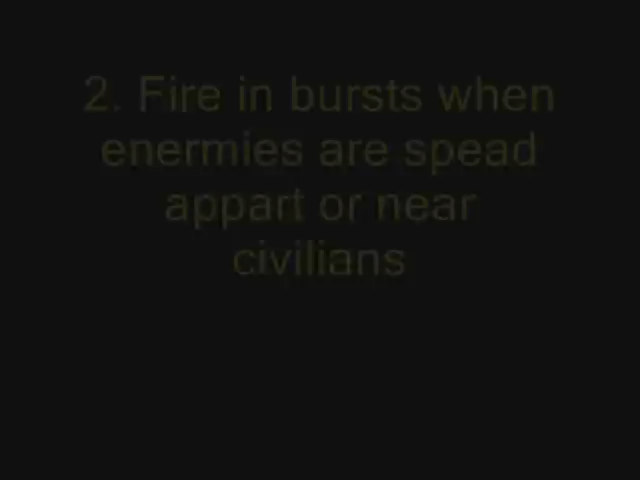 2. Fire in bursts when
enermies are spead
appart or near
civilians